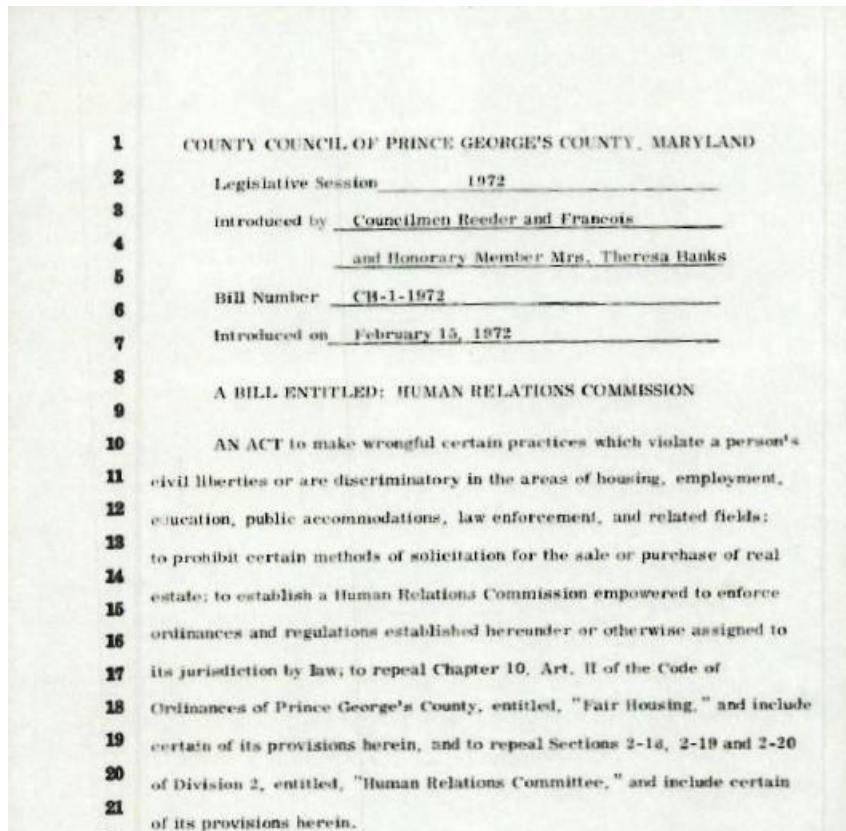 1 COUNTY COUNCIL OF PRINCE GEORGE'S COUNTY, MARYLAND
2 Legislative Session 1972
3 introduced by Councilmen Reeder and Francois
4
and Honorary Member Mrs. Theresa Banks
5
6 Bill Number CB-1-1972
7 Introduced on February 15, 1972
8
A BILL ENTITLED: HUMAN RELATIONS COMMISSION
9
10 AN ACT to make wrongful certain practices which violate a person's
11 civil liberties or are discriminatory in the areas of housing, employment,
12 education, public accommodations, law enforcement, and related fields;
13
to prohibit certain methods of solicitation for the sale or purchase of real
14
estate; to establish a Human Relations Commission empowered to enforce
15
16 ordinances and regulations established hereunder or otherwise assigned to
17 its jurisdiction by law; to repeal Chapter 10, Art. II of the Code of
18 Ordinances of Prince George's County, entitled, "Fair Housing," and include
19 certain of its provisions herein, and to repeal Sections 2-18, 2-19 and 2-20
20 of Division 2, entitled, "Human Relations Committee," and include certain
21
of its provisions herein.